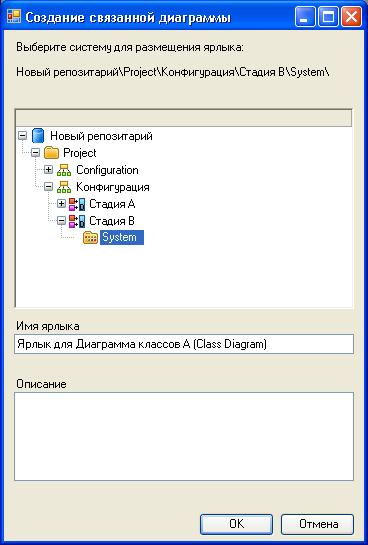 Создание связанной диаграммы
Выберите систему для размещения ярлыка:
Новый репозитарий\Project\Конфигурация\Стадия B\System\
Новый репозитарий
Project
Configuration
Конфигурация
Стадия А
Стадия В
System
Имя ярлыка
Ярлык для Диаграмма классов А (Class Diagram)
Описание
OK
Отмена